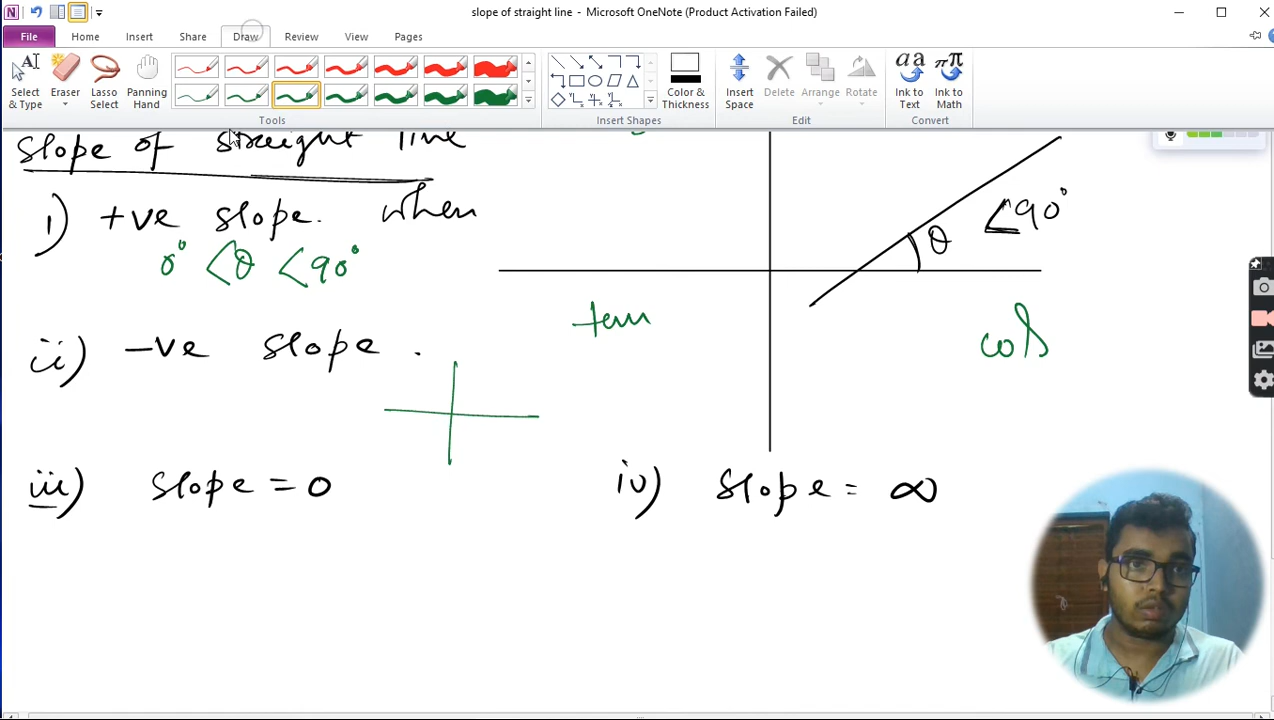 slope of straight line - Microsoft OneNote (Product Activation Failed)
File Home Insert Share Draw Review View Pages
Select & Type
Eraser
Lasso Select
Panning Hand
Color & Thickness
Insert Space
Delete
Arrange
Rotate
Ink to Text
Ink to Math
Tools Insert Shapes Edit Convert
slope of straight line
i) +ve slope. when
0° <θ <90°
θ <90°
ii) -ve slope.
iii) slope = 0
iv) slope = ∞